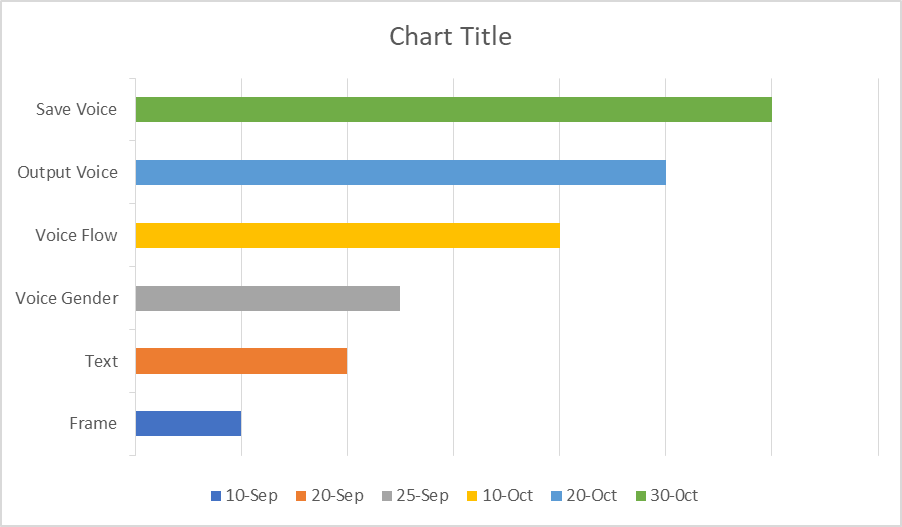 Chart Title
Save Voice
Output Voice
Voice Flow
Voice Gender
Text
Frame
10-Sep 20-Sep 25-Sep 10-Oct 20-Oct 30-0ct